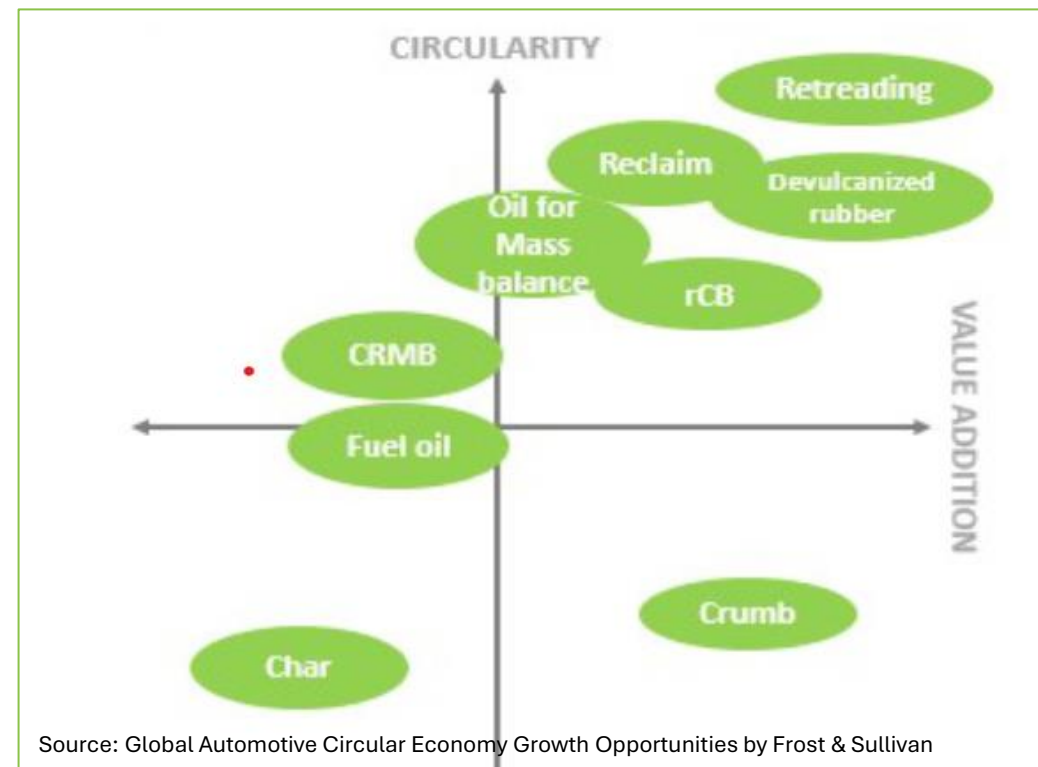 CIRCULARITY
Retreading
Reclaim
Devulcanized
rubber
Oil for
Mass
balance
rCB
VALUE ADDITION
CRMB
Fuel oil
Crumb
Char
Source: Global Automotive Circular Economy Growth Opportunities by Frost & Sullivan